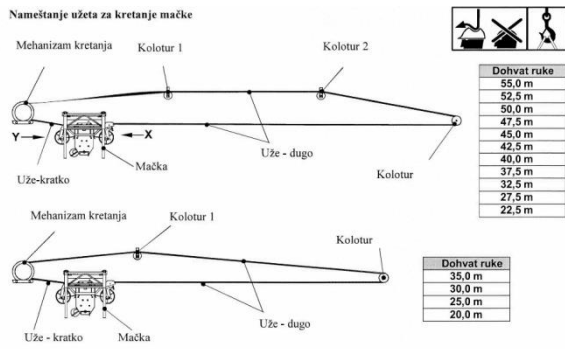 Nameštanje užeta za kretanje mačke
Mehanizam kretanja
Kolotur 1
Kolotur 2
Y
X
Uže-kratko
Mačka
Uže - dugo
Kolotur
Dohvat ruke
55,0 m
52,5 m
50,0 m
47,5 m
45,0 m
42,5 m
40,0 m
37,5 m
32,5 m
27,5 m
22,5 m
Mehanizam kretanja
Kolotur 1
Kolotur
Uže - kratko
Mačka
Uže - dugo
Dohvat ruke
35,0 m
30,0 m
25,0 m
20,0 m